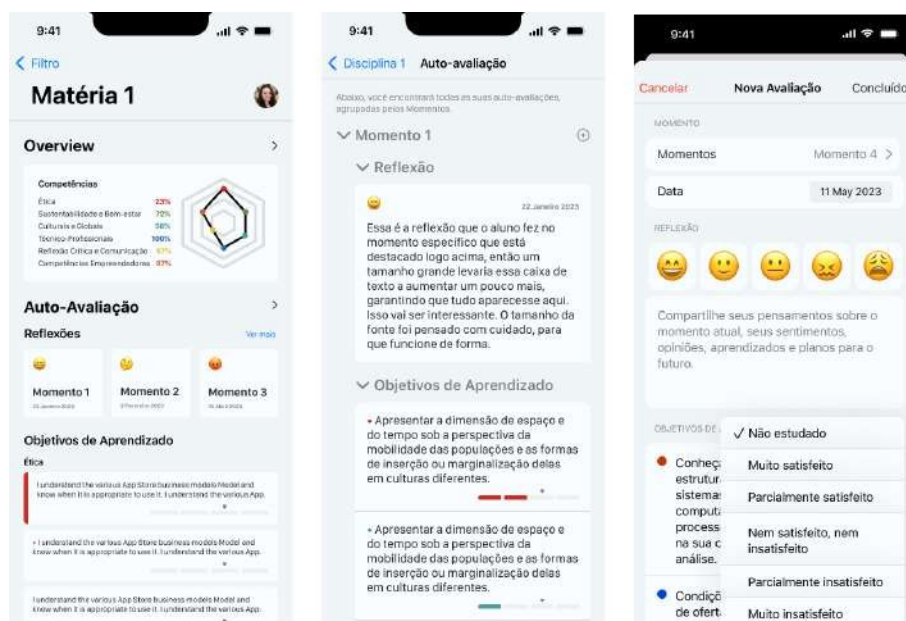 9:41
Filtro
Matéria 1
Overview
Competências
Ética 23%
Sustentabilidade e Bem-estar 72%
Culturais e Globais
Técnico-Profissionais 100%
Reflexão Crítica e Comunicação
Competências Empreendedoras 97%
Auto-Avaliação
Reflexões Ver mais
Momento 1
Momento 2
Momento 3
Objetivos de Aprendizado
Ética
I understand the various App Store business models Model and
know when it is appropriate to use it. I understand the various App.
I understand the various App Store business models Model and
know when it is appropriate to use it. I understand the various App.
I understand the various App Store business models Model and
know when it is appropriate to use it. I understand the various App.
9:41
Disciplina 1 Auto-avaliação
Abaixo, você encontrará todas as suas auto-avaliações,
agrupadas pelos Momentos.
Momento 1
Reflexão
22 Janeiro 2023
Essa é a reflexão que o aluno fez no
momento específico que está
destacado logo acima, então um
tamanho grande levaria essa caixa de
texto a aumentar um pouco mais,
garantindo que tudo aparecesse aqui.
Isso vai ser interessante. O tamanho da
fonte foi pensado com cuidado, para
que funcione de forma.
Objetivos de Aprendizado
Apresentar a dimensão de espaço e
do tempo sob a perspectiva da
mobilidade das populações e as formas
de inserção ou marginalização delas
em culturas diferentes.
Apresentar a dimensão de espaço e
do tempo sob a perspectiva da
mobilidade das populações e as formas
de inserção ou marginalização delas
em culturas diferentes.
9:41
Cancelar Nova Avaliação Concluído
MOMENTO
Momentos Momento 4
Data 11 May 2023
REFLEXÃO
Compartilhe seus pensamentos sobre o
momento atual, seus sentimentos,
opiniões, aprendizados e planos para o
futuro.
OBJETIVOS DE
Conheç
estrutur
sistema
computa
process
na sua c
análise.
Condiçõ
de ofert
✓ Não estudado
Muito satisfeito
Parcialmente satisfeito
Nem satisfeito, nem
insatisfeito
Parcialmente insatisfeito
Muito insatisfeito